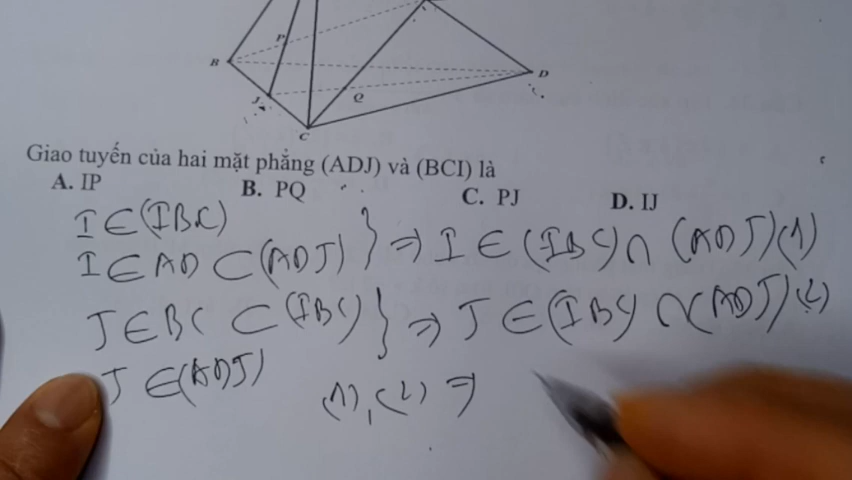 P
B
D
J
Q
C
Giao tuyến của hai mặt phẳng (ADJ) và (BCI) là
A. IP B. PQ C. PJ D. IJ
I ∈ (IBC)
I ∈ AD ⊂ (ADJ) } ⇒ I ∈ (IBC) ∩ (ADJ) (1)
J ∈ BC ⊂ (IBC) } ⇒ J ∈ (IBC) ∩ (ADJ) (2)
J ∈ (ADJ)
(1), (2) ⇒